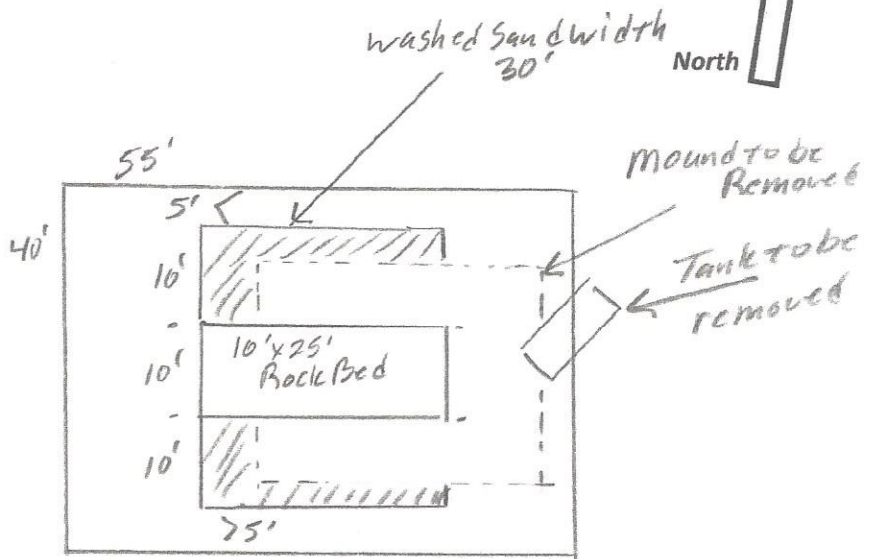 washed Sand width
30'
North
55'
Mound to be
Removed
5'
40'
Tank to be
removed
10'
10'x25'
Rock Bed
10'
10'
>5'